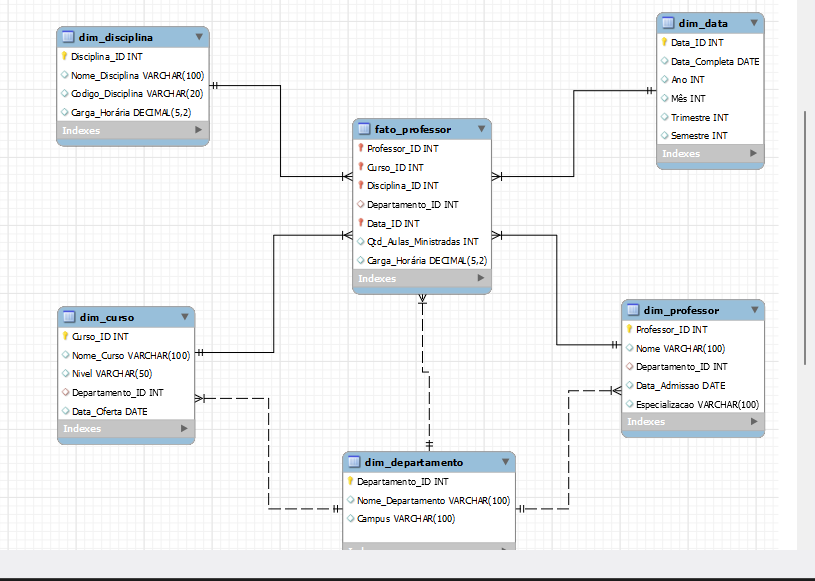 dim_disciplina
Disciplina_ID INT
Nome_Disciplina VARCHAR(100)
Codigo_Disciplina VARCHAR(20)
Carga_Horária DECIMAL(5,2)
Indexes
dim_data
Data_ID INT
Data_Completa DATE
Ano INT
Mês INT
Trimestre INT
Semestre INT
Indexes
fato_professor
Professor_ID INT
Curso_ID INT
Disciplina_ID INT
Departamento_ID INT
Data_ID INT
Qtd_Aulas_Ministradas INT
Carga_Horária DECIMAL(5,2)
Indexes
dim_curso
Curso_ID INT
Nome_Curso VARCHAR(100)
Nivel VARCHAR(50)
Departamento_ID INT
Data_Oferta DATE
Indexes
dim_professor
Professor_ID INT
Nome VARCHAR(100)
Departamento_ID INT
Data_Admissao DATE
Especializacao VARCHAR(100)
Indexes
dim_departamento
Departamento_ID INT
Nome_Departamento VARCHAR(100)
Campus VARCHAR(100)